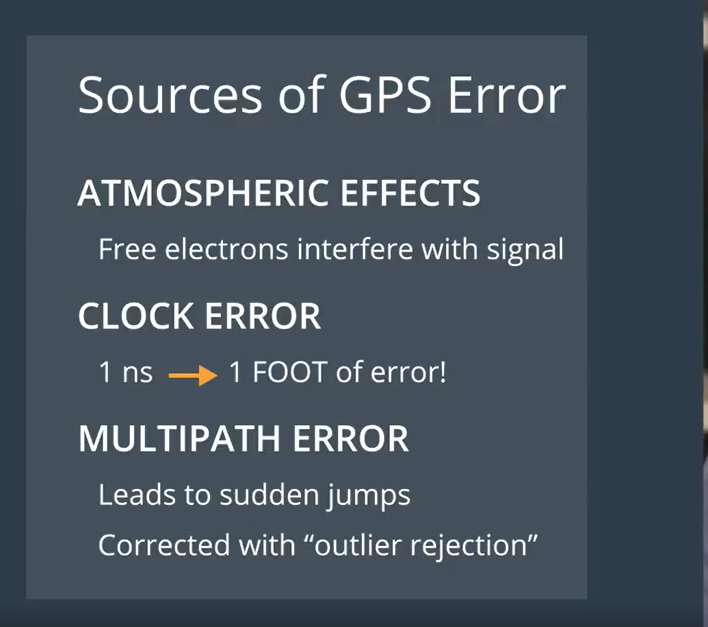 Sources of GPS Error
ATMOSPHERIC EFFECTS
Free electrons interfere with signal
CLOCK ERROR
1 ns → 1 FOOT of error!
MULTIPATH ERROR
Leads to sudden jumps
Corrected with “outlier rejection”